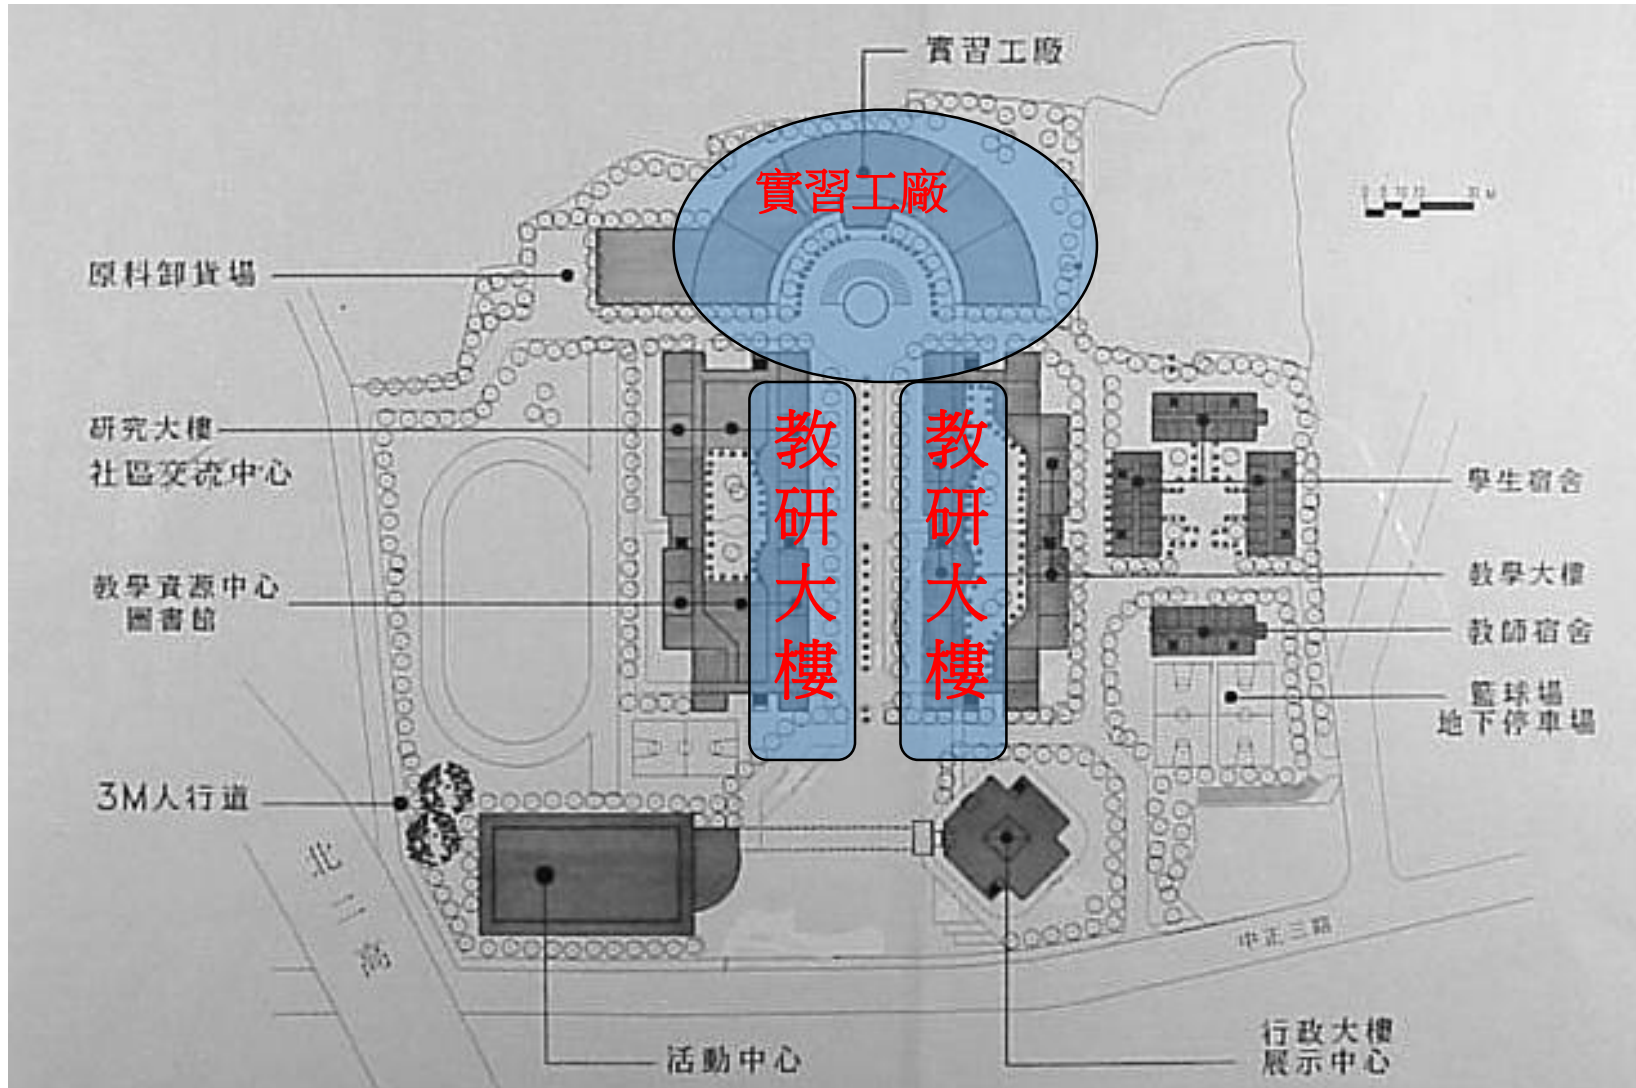 實習工廠
實習工廠
原料卸貨場
研究大樓
社區交流中心
教學資源中心
圖書館
3M人行道
教研大樓
教研大樓
學生宿舍
教學大樓
教師宿舍
籃球場
地下停車場
北二高
中正三路
活動中心
行政大樓
展示中心